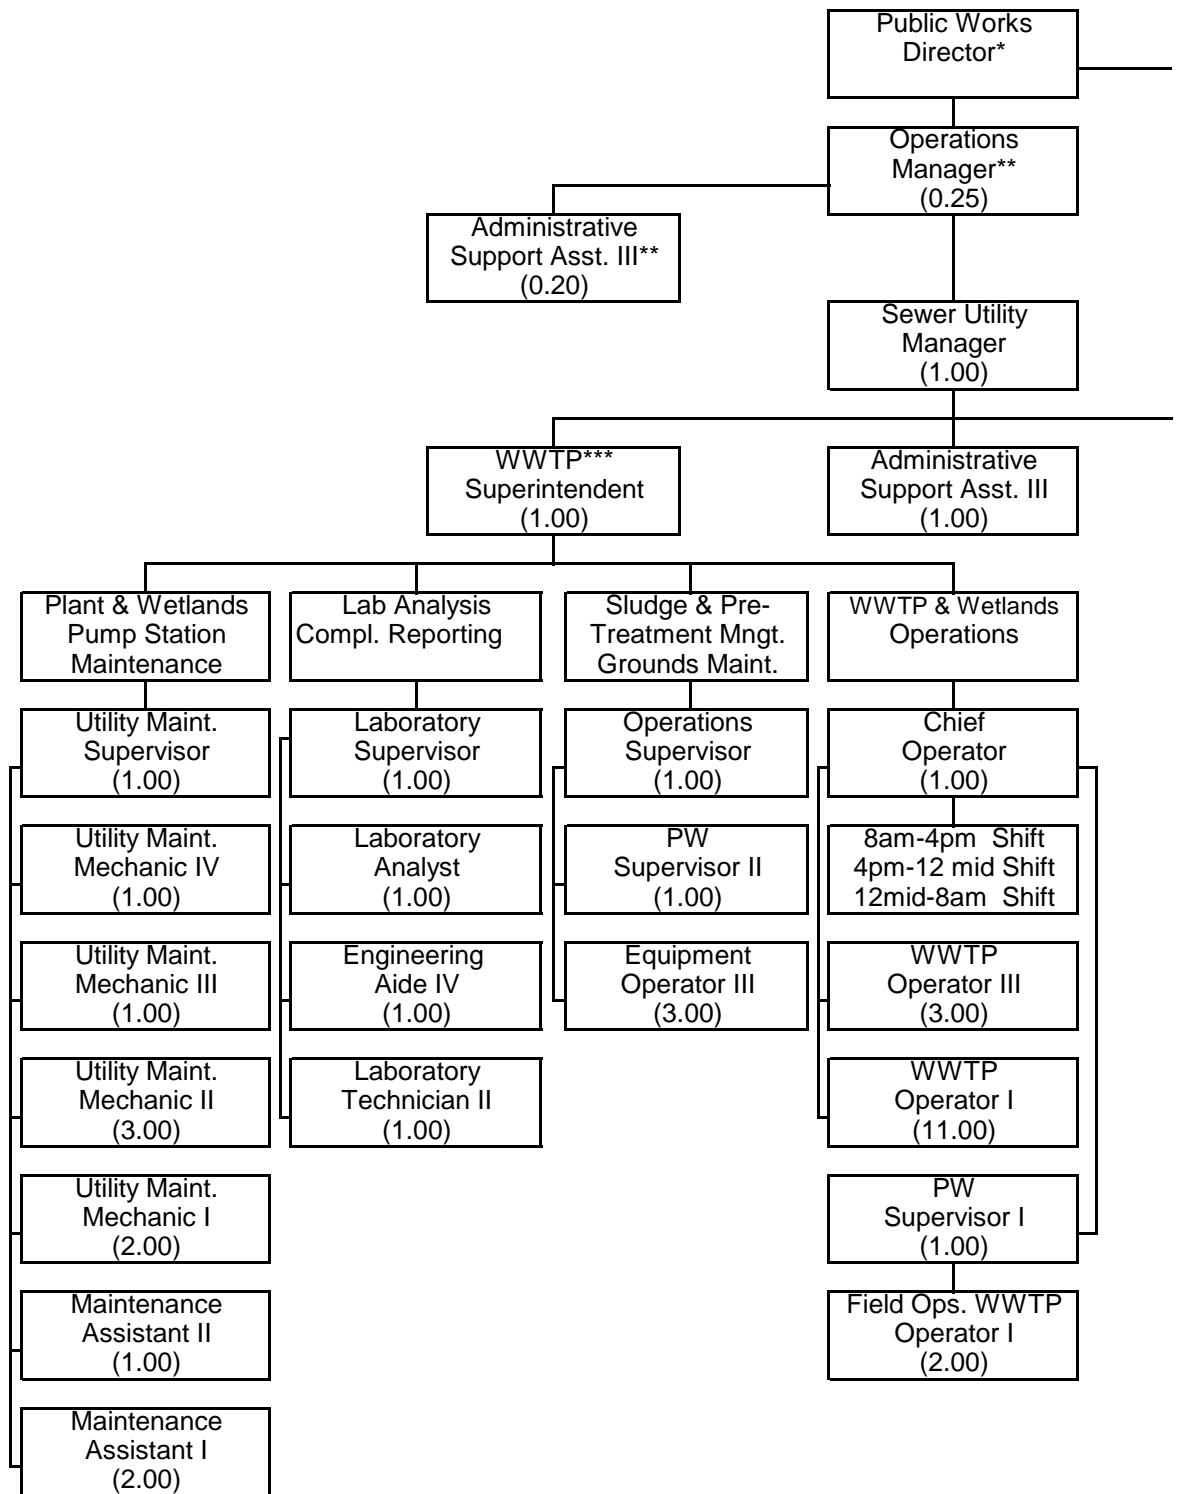 Public Works
Director*
Operations
Manager**
(0.25)
Administrative
Support Asst. III**
(0.20)
Sewer Utility
Manager
(1.00)
WWTP***
Superintendent
(1.00)
Administrative
Support Asst. III
(1.00)
Plant & Wetlands
Pump Station
Maintenance
Lab Analysis
Compl. Reporting
Sludge & Pre-
Treatment Mngt.
Grounds Maint.
WWTP & Wetlands
Operations
Utility Maint.
Supervisor
(1.00)
Laboratory
Supervisor
(1.00)
Operations
Supervisor
(1.00)
Chief
Operator
(1.00)
Utility Maint.
Mechanic IV
(1.00)
Laboratory
Analyst
(1.00)
PW
Supervisor II
(1.00)
8am-4pm Shift
4pm-12 mid Shift
12mid-8am Shift
Utility Maint.
Mechanic III
(1.00)
Engineering
Aide IV
(1.00)
Equipment
Operator III
(3.00)
WWTP
Operator III
(3.00)
Utility Maint.
Mechanic II
(3.00)
Laboratory
Technician II
(1.00)
WWTP
Operator I
(11.00)
Utility Maint.
Mechanic I
(2.00)
PW
Supervisor I
(1.00)
Maintenance
Assistant II
(1.00)
Field Ops. WWTP
Operator I
(2.00)
Maintenance
Assistant I
(2.00)